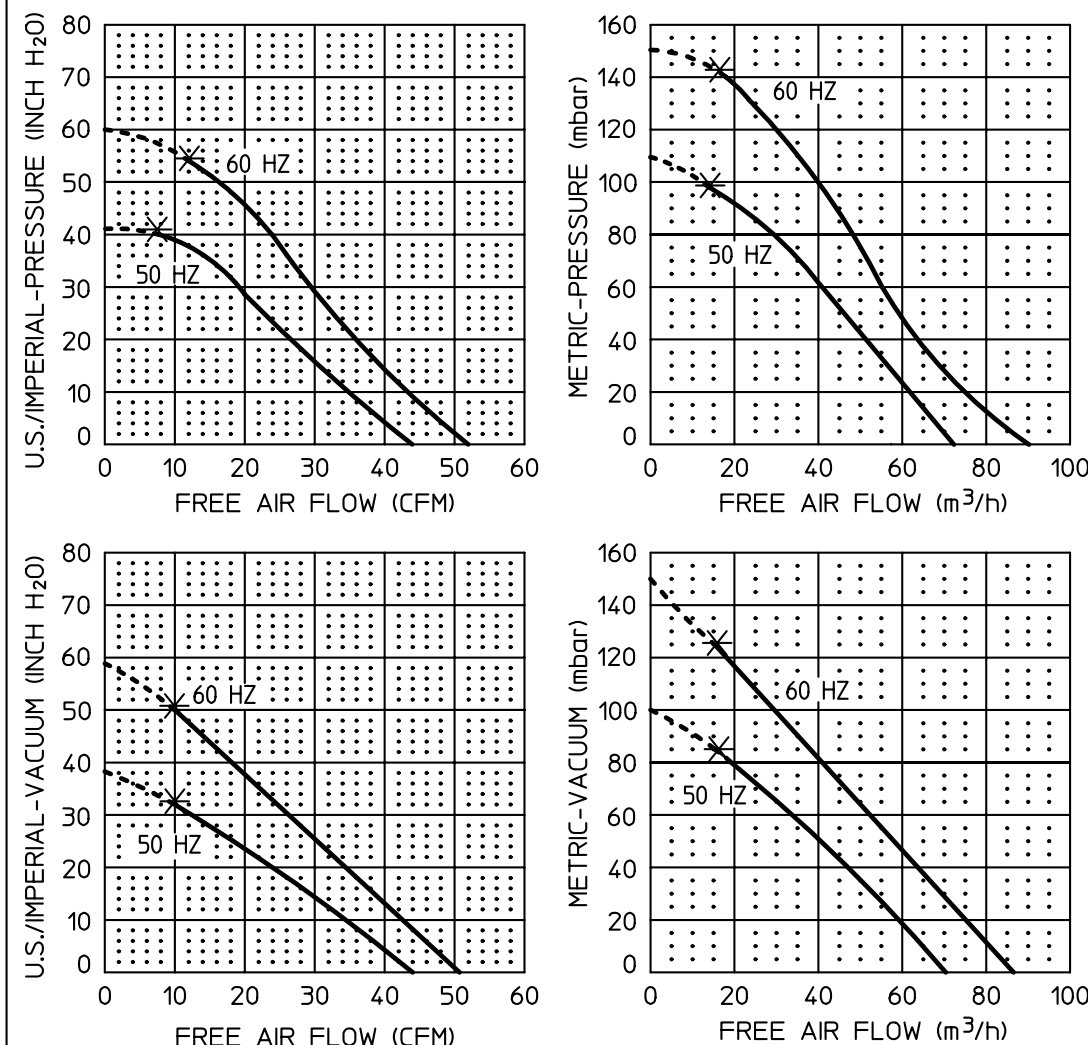 U.S./IMPERIAL-PRESSURE (INCH H₂O)
80
70
60
50
40
30
20
10
0
60 HZ
50 HZ
0 10 20 30 40 50 60
FREE AIR FLOW (CFM)
METRIC-PRESSURE (mbar)
160
140
120
100
80
60
40
20
0
60 HZ
50 HZ
0 20 40 60 80 100
FREE AIR FLOW (m³/h)
U.S./IMPERIAL-VACUUM (INCH H₂O)
80
70
60
50
40
30
20
10
0
60 HZ
50 HZ
0 10 20 30 40 50 60
FREE AIR FLOW (CFM)
METRIC-VACUUM (mbar)
160
140
120
100
80
60
40
20
0
60 HZ
50 HZ
0 20 40 60 80 100
FREE AIR FLOW (m³/h)